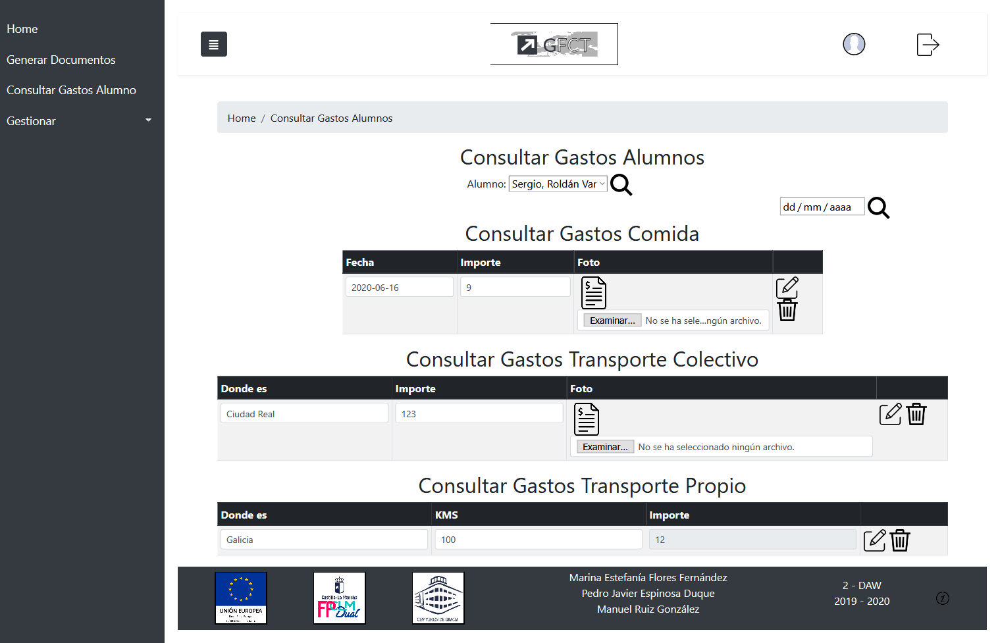 Home
Generar Documentos
Consultar Gastos Alumno
Gestionar
GFCT
Home / Consultar Gastos Alumnos
Consultar Gastos Alumnos
Alumno: Sergio, Roldán Var
dd / mm / aaaa
Consultar Gastos Comida
Fecha Importe Foto
2020-06-16 9
Examinar... No se ha sele...ngún archivo.
Consultar Gastos Transporte Colectivo
Donde es Importe Foto
Ciudad Real 123
Examinar... No se ha seleccionado ningún archivo.
Consultar Gastos Transporte Propio
Donde es KMS Importe
Galicia 100 12
UNIÓN EUROPEA
Castilla-La Mancha
FP CLM
Dual
CIFP VIRGEN DE GRACIA
Marina Estefanía Flores Fernández
Pedro Javier Espinosa Duque
Manuel Ruiz González
2 - DAW
2019 - 2020